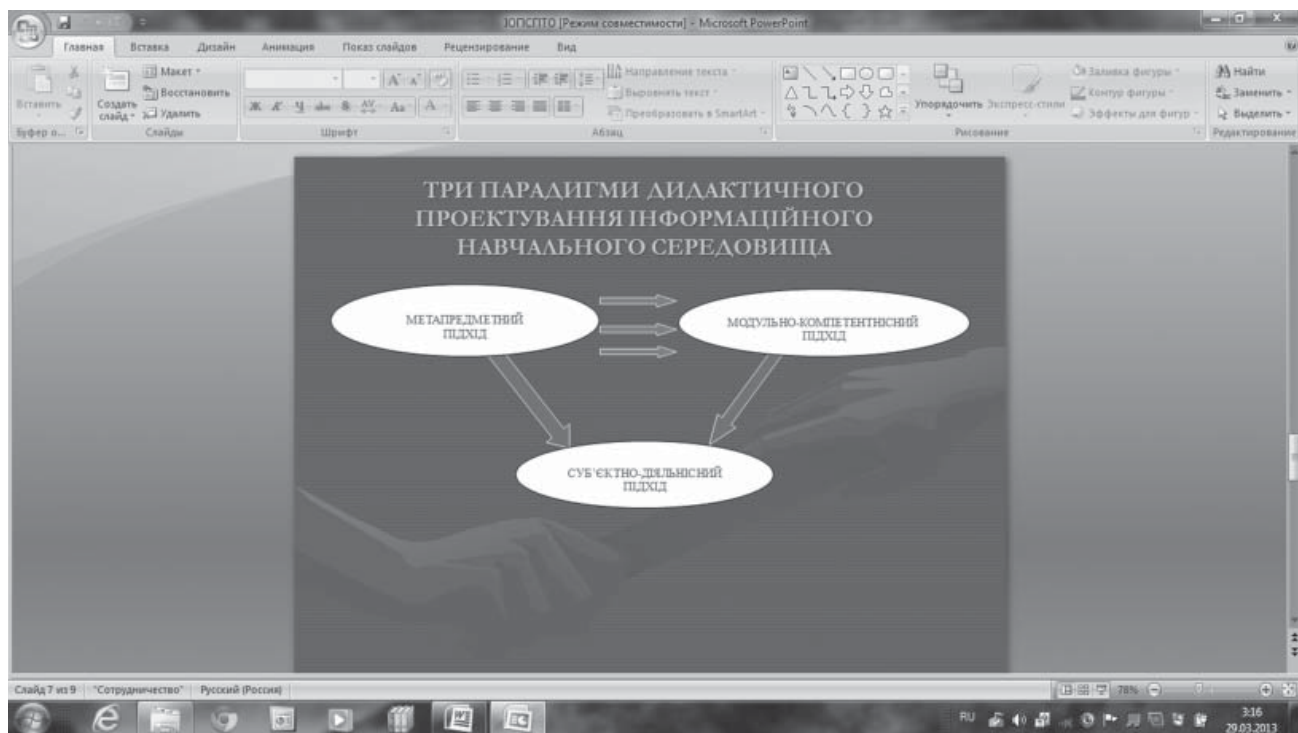 ІОПСПТО [Режим совместимости] - Microsoft PowerPoint
Главная Вставка Дизайн Анимация Показ слайдов Рецензирование Вид
Вставить
Создать слайд
Макет
Восстановить
Удалить
Направление текста
Выровнять текст
Преобразовать в SmartArt
Упорядочить Экспресс-стили
Заливка фигуры
Контур фигуры
Эффекты для фигур
Найти
Заменить
Выделить
Буфер о... Слайды Шрифт Абзац Рисование Редактирование
ТРИ ПАРАДИГМИ ДИДАКТИЧНОГО
ПРОЕКТУВАННЯ ІНФОРМАЦІЙНОГО
НАВЧАЛЬНОГО СЕРЕДОВИЩА
МЕТАПРЕДМЕТНИЙ
ПІДХІД
МОДУЛЬНО-КОМПЕТЕНТНІСНИЙ
ПІДХІД
СУБ'ЄКТНО-ДІЯЛЬНІСНИЙ
ПІДХІД
Слайд 7 из 9 "Сотрудничество" Русский (Россия) 78%
RU 3:16
29.03.2013